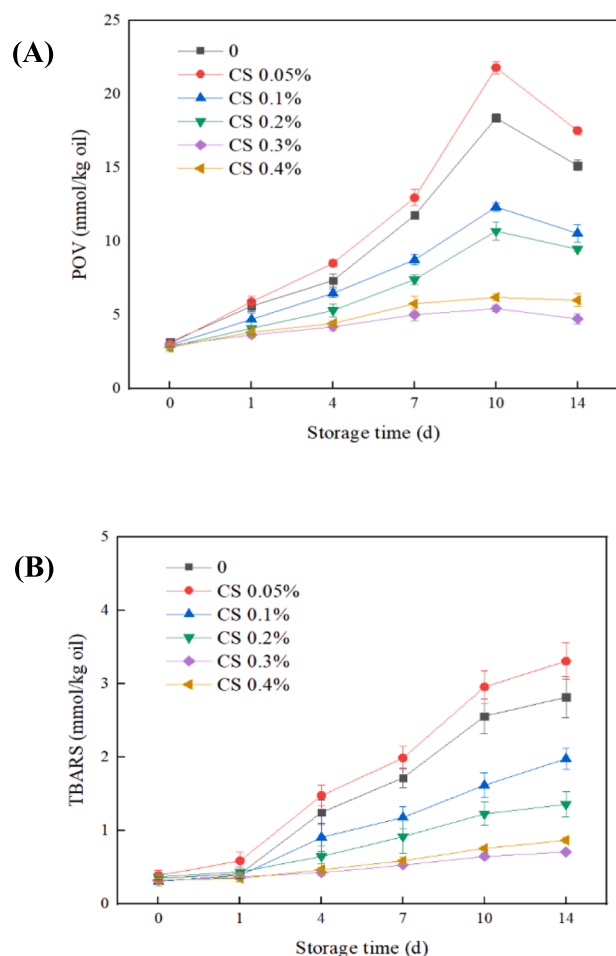 (A)
25
20
15
10
5
0
POV (mmol/kg oil)
0
CS 0.05%
CS 0.1%
CS 0.2%
CS 0.3%
CS 0.4%
0 1 4 7 10 14
Storage time (d)
(B)
5
4
3
2
1
0
TBARS (mmol/kg oil)
0
CS 0.05%
CS 0.1%
CS 0.2%
CS 0.3%
CS 0.4%
0 1 4 7 10 14
Storage time (d)